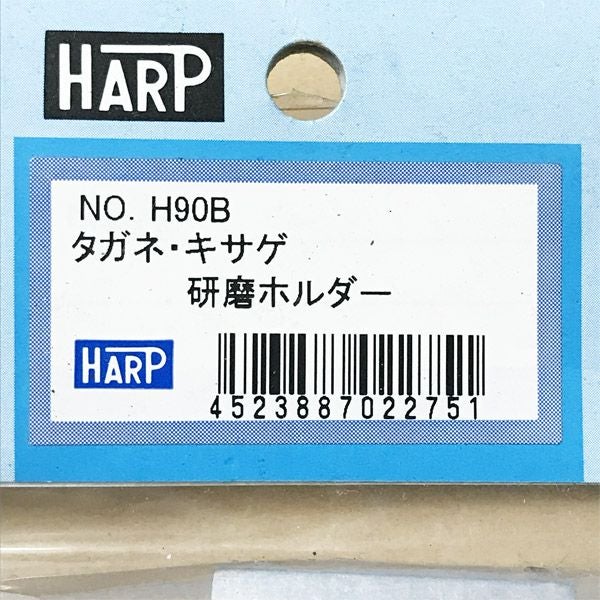 HARP
NO. H90B
タガネ・キサゲ
研磨ホルダー
HARP
4523887022751